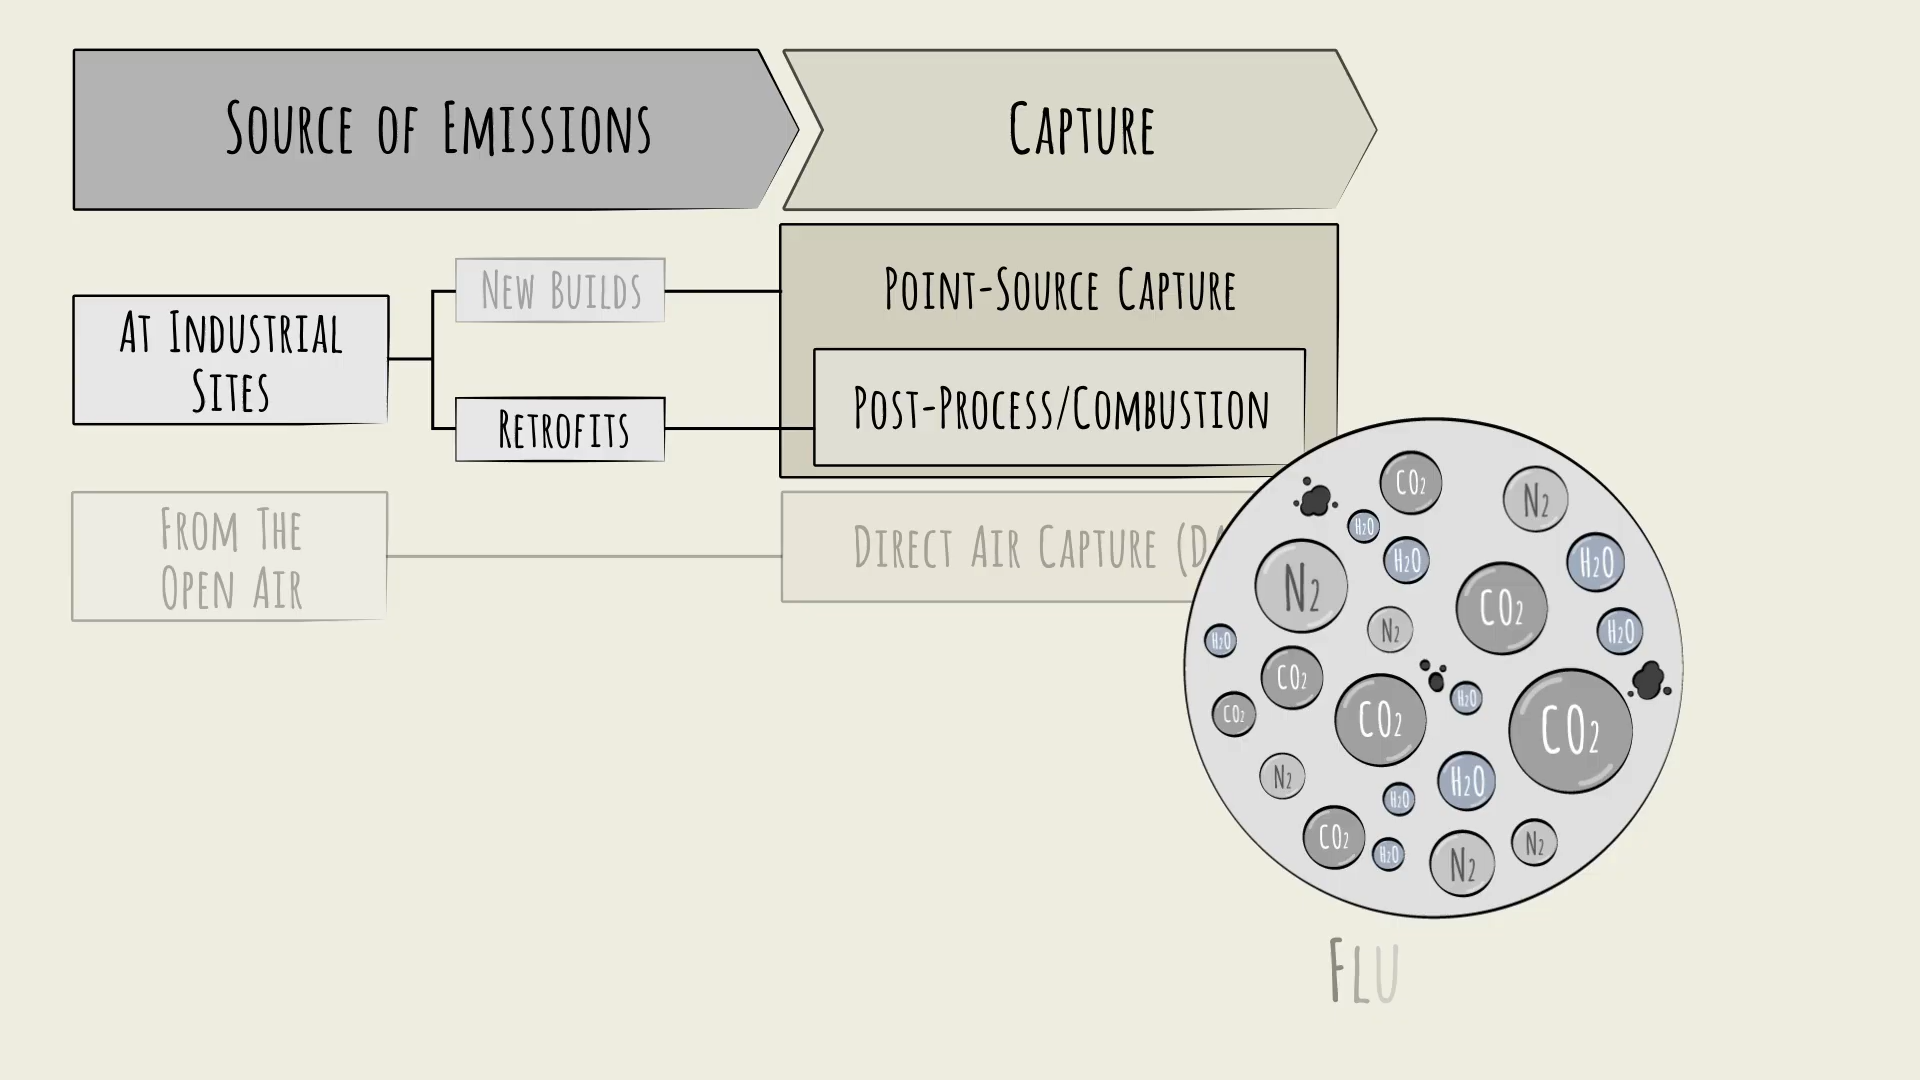 Source of Emissions
Capture
New Builds
Point-Source Capture
At Industrial
Sites
Post-Process/Combustion
Retrofits
From The
Open Air
Direct Air Capture (D
CO2
N2
H2O
H2O
H2O
N2
CO2
N2
H2O
H2O
CO2
H2O
CO2
CO2
CO2
N2
H2O
H2O
CO2
H2O
N2
N2
Flu